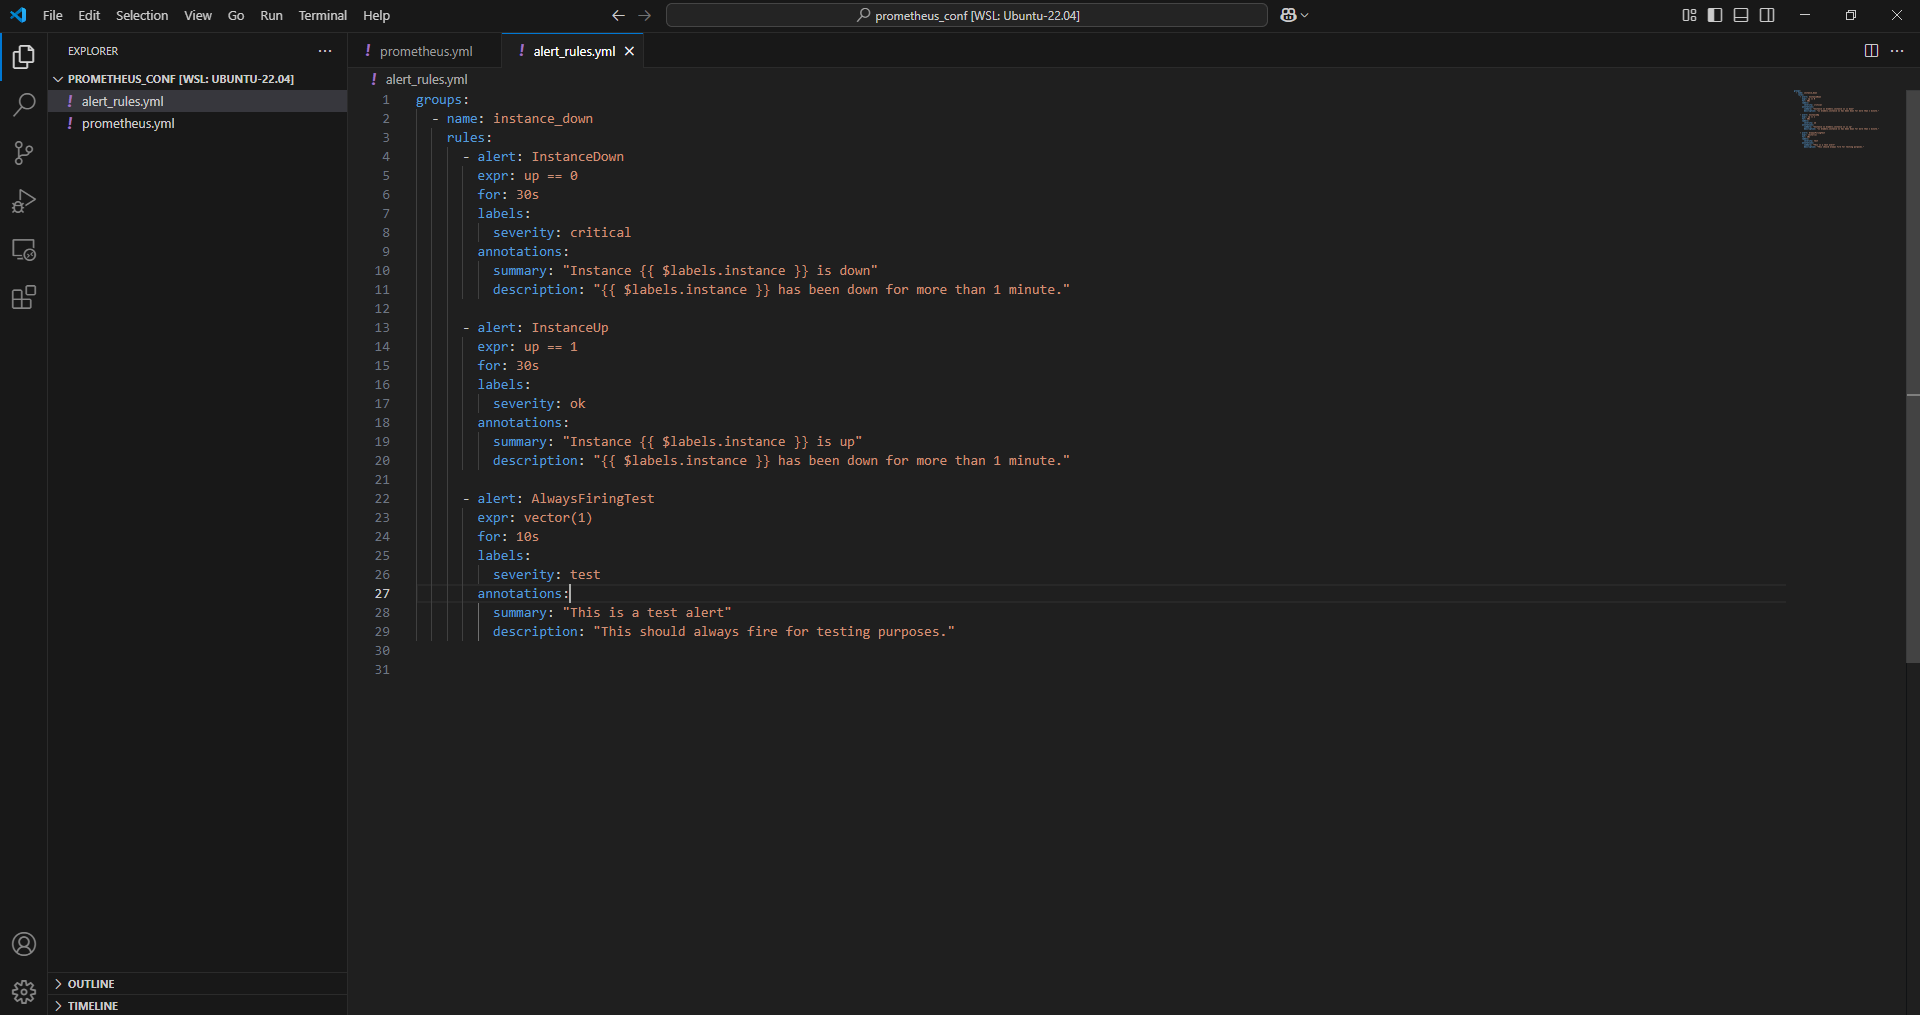 File Edit Selection View Go Run Terminal Help
prometheus_conf [WSL: Ubuntu-22.04]
EXPLORER
PROMETHEUS_CONF [WSL: UBUNTU-22.04]
! alert_rules.yml
! prometheus.yml
! prometheus.yml
! alert_rules.yml
! alert_rules.yml
1 groups:
2 - name: instance_down
3 rules:
4 - alert: InstanceDown
5 expr: up == 0
6 for: 30s
7 labels:
8 severity: critical
9 annotations:
10 summary: "Instance {{ $labels.instance }} is down"
11 description: "{{ $labels.instance }} has been down for more than 1 minute."
12
13 - alert: InstanceUp
14 expr: up == 1
15 for: 30s
16 labels:
17 severity: ok
18 annotations:
19 summary: "Instance {{ $labels.instance }} is up"
20 description: "{{ $labels.instance }} has been down for more than 1 minute."
21
22 - alert: AlwaysFiringTest
23 expr: vector(1)
24 for: 10s
25 labels:
26 severity: test
27 annotations:
28 summary: "This is a test alert"
29 description: "This should always fire for testing purposes."
30
31
OUTLINE
TIMELINE